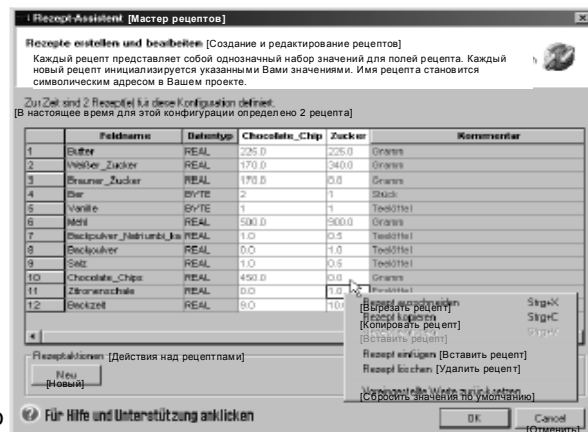 Rezept-Assistent [Мастер рецептов]
Rezepte erstellen und bearbeiten [Создание и редактирование рецептов]
Каждый рецепт представляет собой однозначный набор значений для полей рецепта. Каждый
новый рецепт инициализируется указанными Вами значениями. Имя рецепта становится
символическим адресом в Вашем проекте.
Zur Zeit sind 2 Rezept(e) für diese Konfiguration definiert.
[В настоящее время для этой конфигурации определено 2 рецепта]
Feldname Datentyp Chocolate_Chip Zucker Kommentar
1 Butter REAL 225.0 225.0 Gramm
2 Weißer_Zucker REAL 170.0 340.0 Gramm
3 Brauner_Zucker REAL 170.0 0.0 Gramm
4 Eier BYTE 2 1 Stück
5 Vanille BYTE 1 1 Teelöffel
6 Mehl REAL 500.0 900.0 Gramm
7 REAL 1.0 0.5 Teelöffel
8 Backpulver REAL 0.0 1.0 Teelöffel
9 Salz REAL 1.0 0.5 Teelöffel
10 Chocolate_Chips REAL 450.0 0.0 Gramm
11 Zitronenschale REAL 0.0 1.0 Teelöffel
12 Backzeit REAL 9.0
Rezept ausschneiden Strg+X
[Вырезать рецепт]
Rezept kopieren Strg+C
[Копировать рецепт]
[Вставить рецепт]
Rezept einfügen [Вставить рецепт]
Rezept löschen [Удалить рецепт]
Voreingestellte Werte zurücksetzen
[Сбросить значения по умолчанию]
Rezeptaktionen [Действия над рецептпами]
Neu
[Новый]
Für Hilfe und Unterstützung anklicken
OK
Cancel
[Отменить]